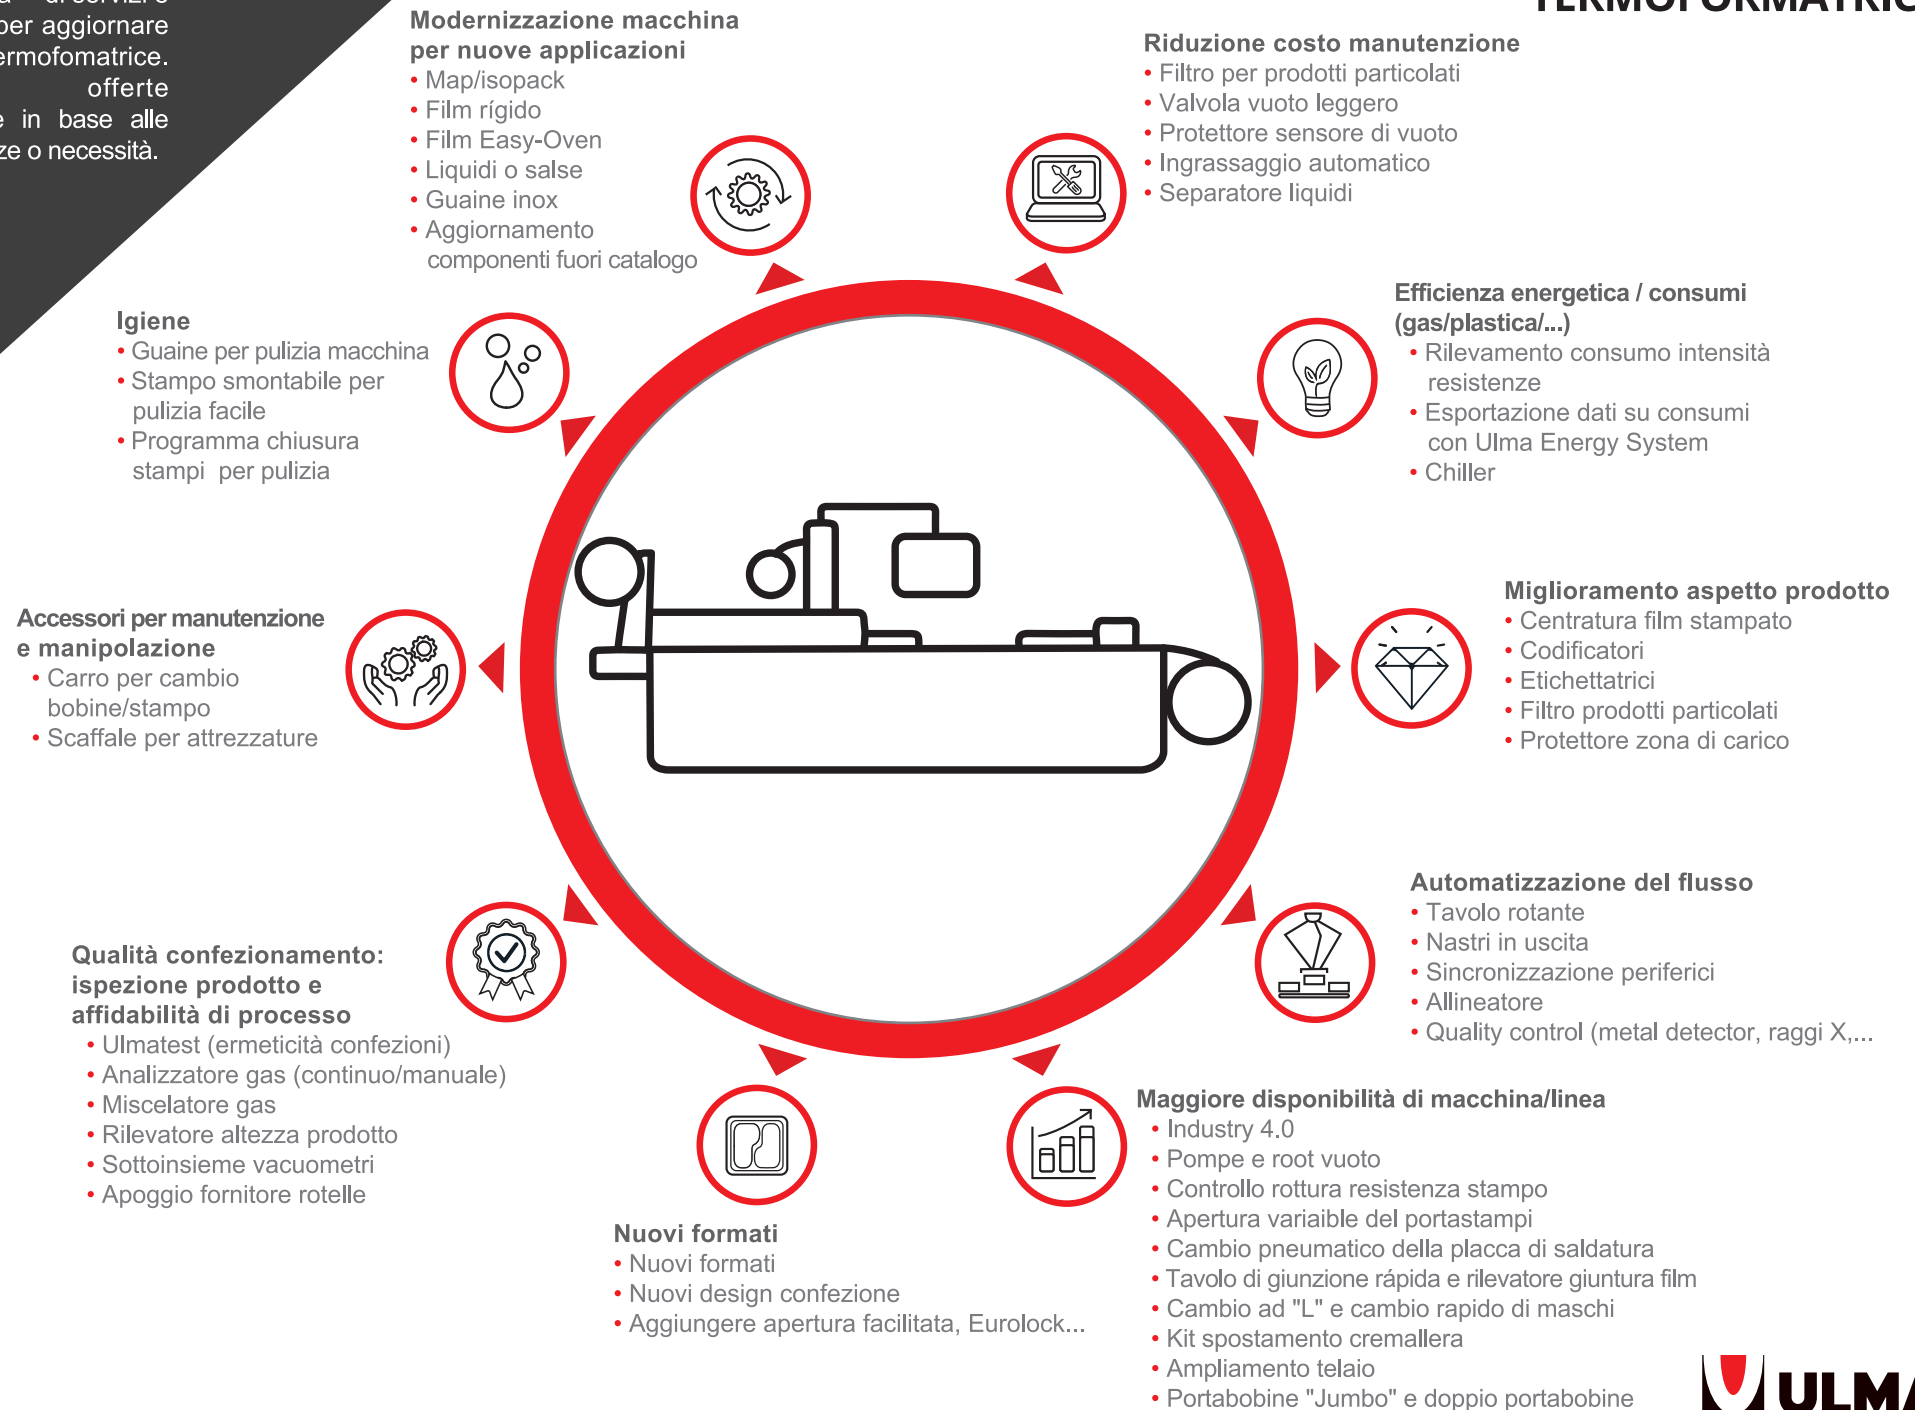 di servizi e
per aggiornare
offerte
in base alle
o necessità.
Modernizzazione macchina
per nuove applicazioni
• Map/isopack
• Film rígido
• Film Easy-Oven
• Liquidi o salse
• Guaine inox
• Aggiornamento
componenti fuori catalogo
Riduzione costo manutenzione
• Filtro per prodotti particolati
• Valvola vuoto leggero
• Protettore sensore di vuoto
• Ingrassaggio automatico
• Separatore liquidi
Igiene
• Guaine per pulizia macchina
• Stampo smontabile per
pulizia facile
• Programma chiusura
stampi per pulizia
Efficienza energetica / consumi
(gas/plastica/...)
• Rilevamento consumo intensità
resistenze
• Esportazione dati su consumi
con Ulma Energy System
• Chiller
Accessori per manutenzione
e manipolazione
• Carro per cambio
bobine/stampo
• Scaffale per attrezzature
Miglioramento aspetto prodotto
• Centratura film stampato
• Codificatori
• Etichettatrici
• Filtro prodotti particolati
• Protettore zona di carico
Qualità confezionamento:
ispezione prodotto e
affidabilità di processo
• Ulmatest (ermeticità confezioni)
• Analizzatore gas (continuo/manuale)
• Miscelatore gas
• Rilevatore altezza prodotto
• Sottoinsieme vacuometri
• Apoggio fornitore rotelle
Automatizzazione del flusso
• Tavolo rotante
• Nastri in uscita
• Sincronizzazione periferici
• Allineatore
• Quality control (metal detector, raggi X,...
Nuovi formati
• Nuovi formati
• Nuovi design confezione
• Aggiungere apertura facilitata, Eurolock...
Maggiore disponibilità di macchina/linea
• Industry 4.0
• Pompe e root vuoto
• Controllo rottura resistenza stampo
• Apertura variaible del portastampi
• Cambio pneumatico della placca di saldatura
• Tavolo di giunzione rápida e rilevatore giuntura film
• Cambio ad "L" e cambio rapido di maschi
• Kit spostamento cremallera
• Ampliamento telaio
• Portabobine "Jumbo" e doppio portabobine
ULMA